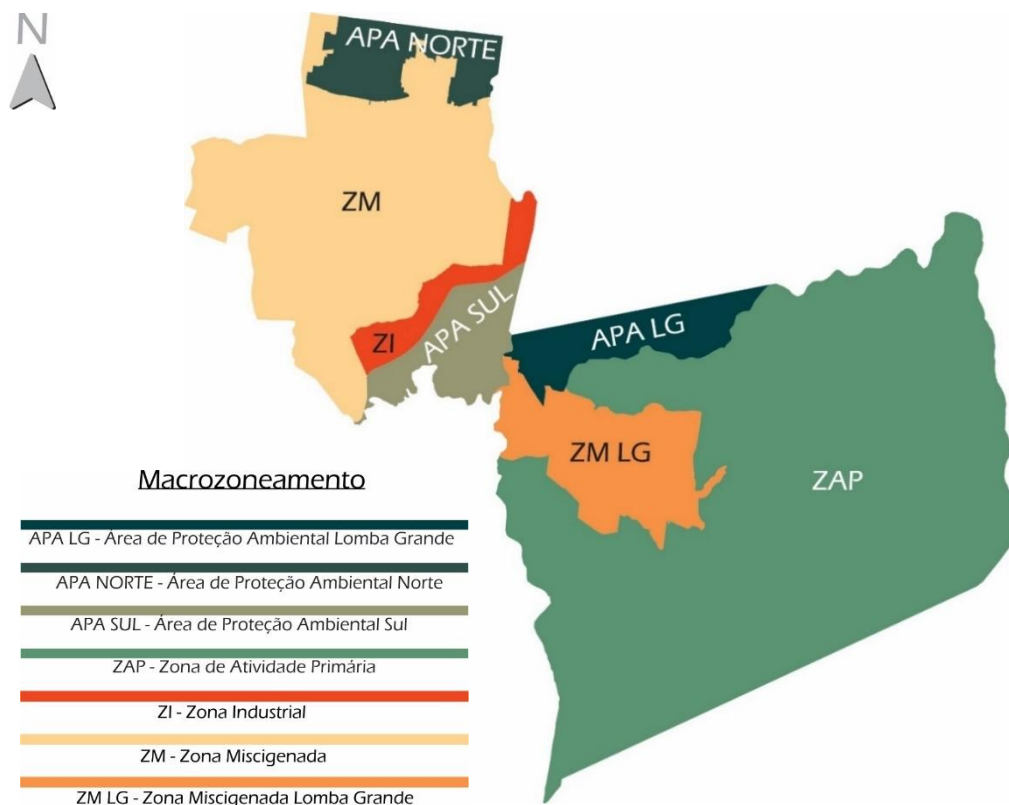 N
APA NORTE
ZM
ZI
APA SUL
APA LG
ZM LG
ZAP
Macrozoneamento
APA LG - Área de Proteção Ambiental Lomba Grande
APA NORTE - Área de Proteção Ambiental Norte
APA SUL - Área de Proteção Ambiental Sul
ZAP - Zona de Atividade Primária
ZI - Zona Industrial
ZM - Zona Miscigenada
ZM LG - Zona Miscigenada Lomba Grande